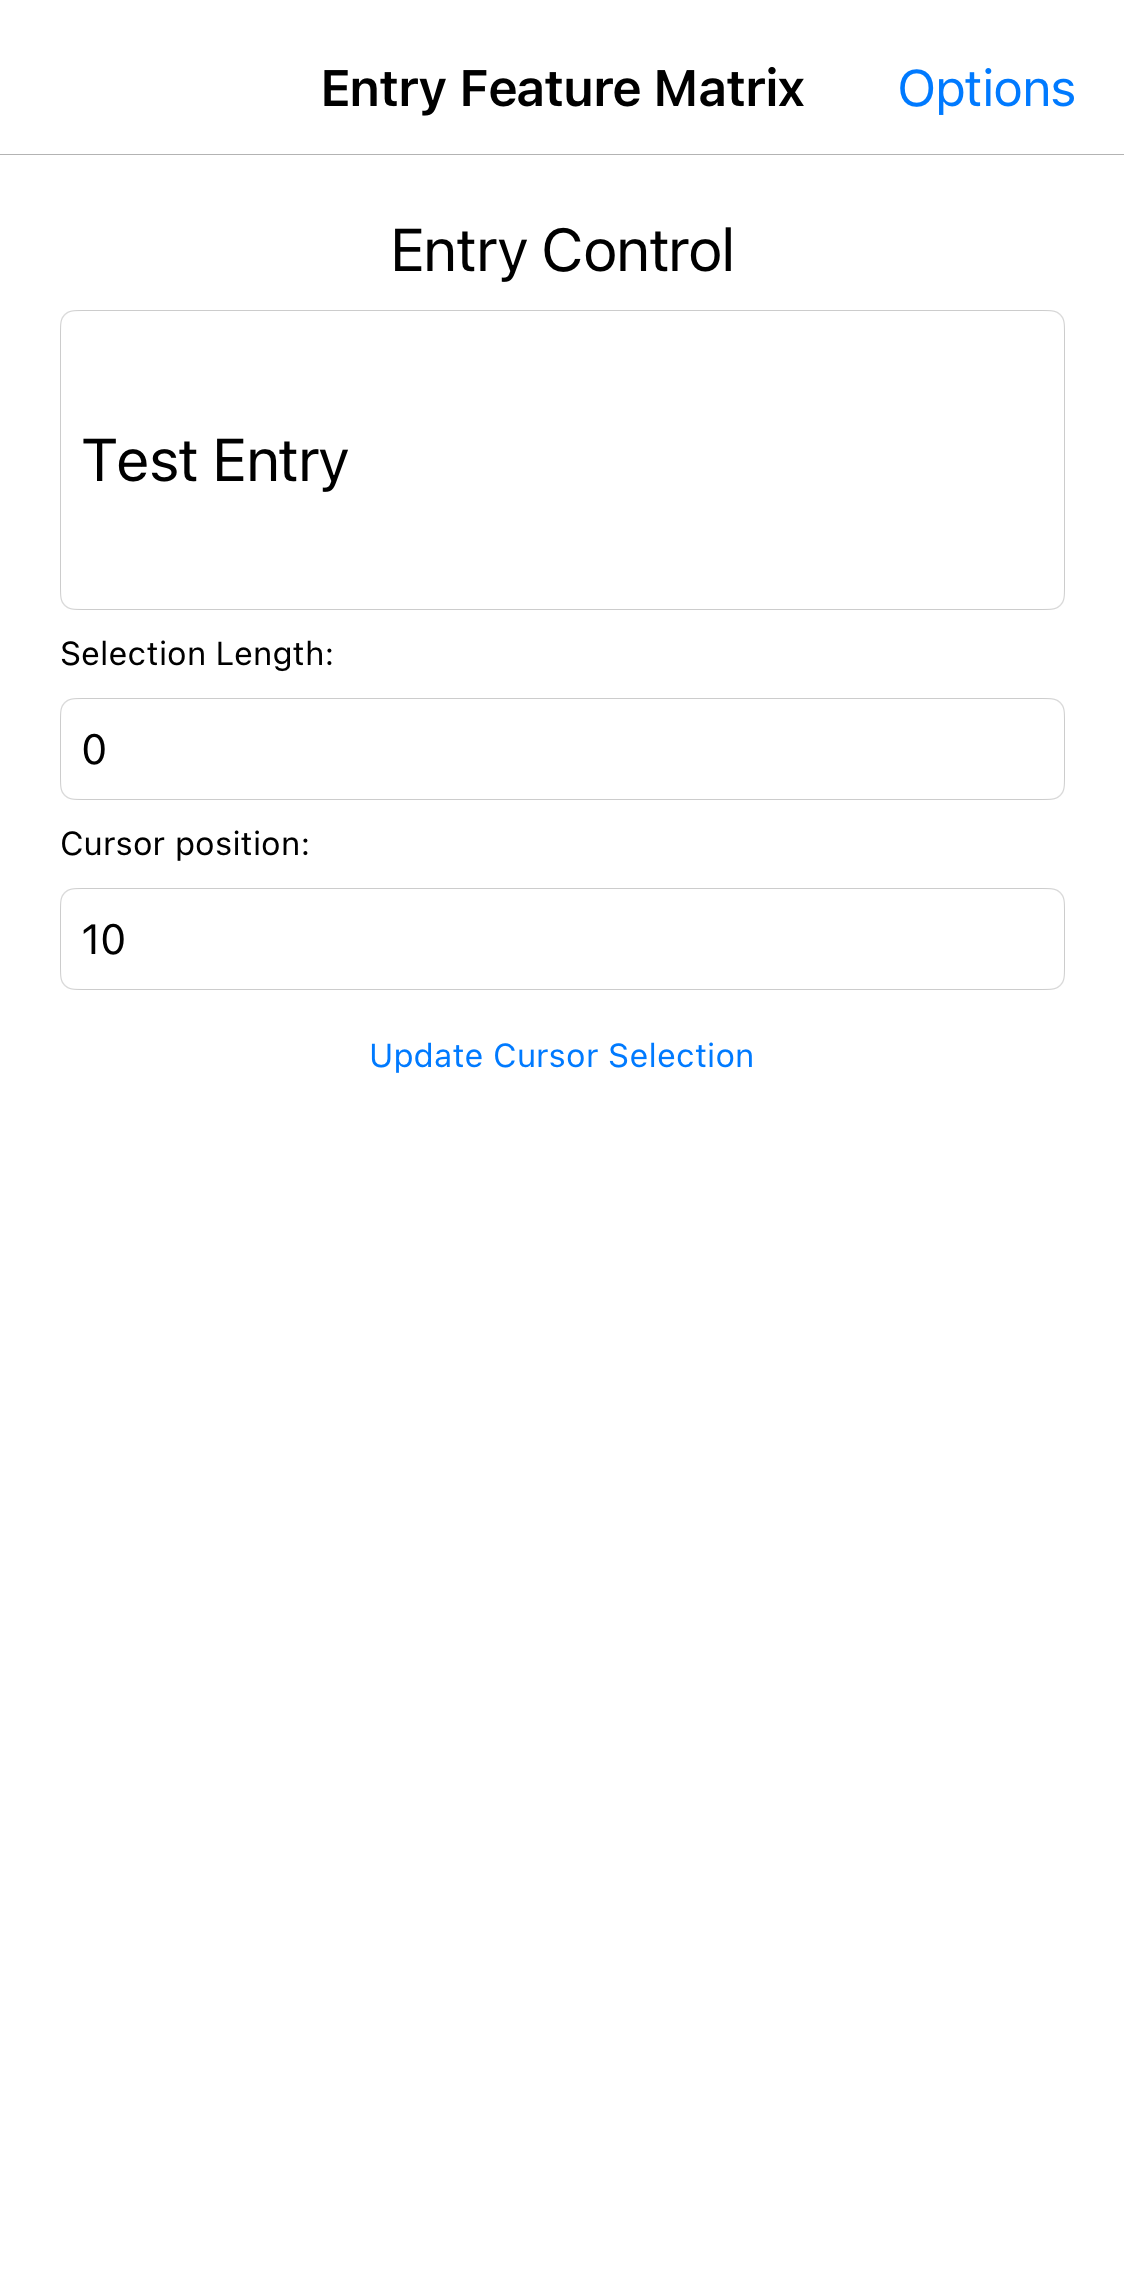 Entry Feature Matrix
Options
Entry Control
Test Entry
Selection Length:
0
Cursor position:
10
Update Cursor Selection